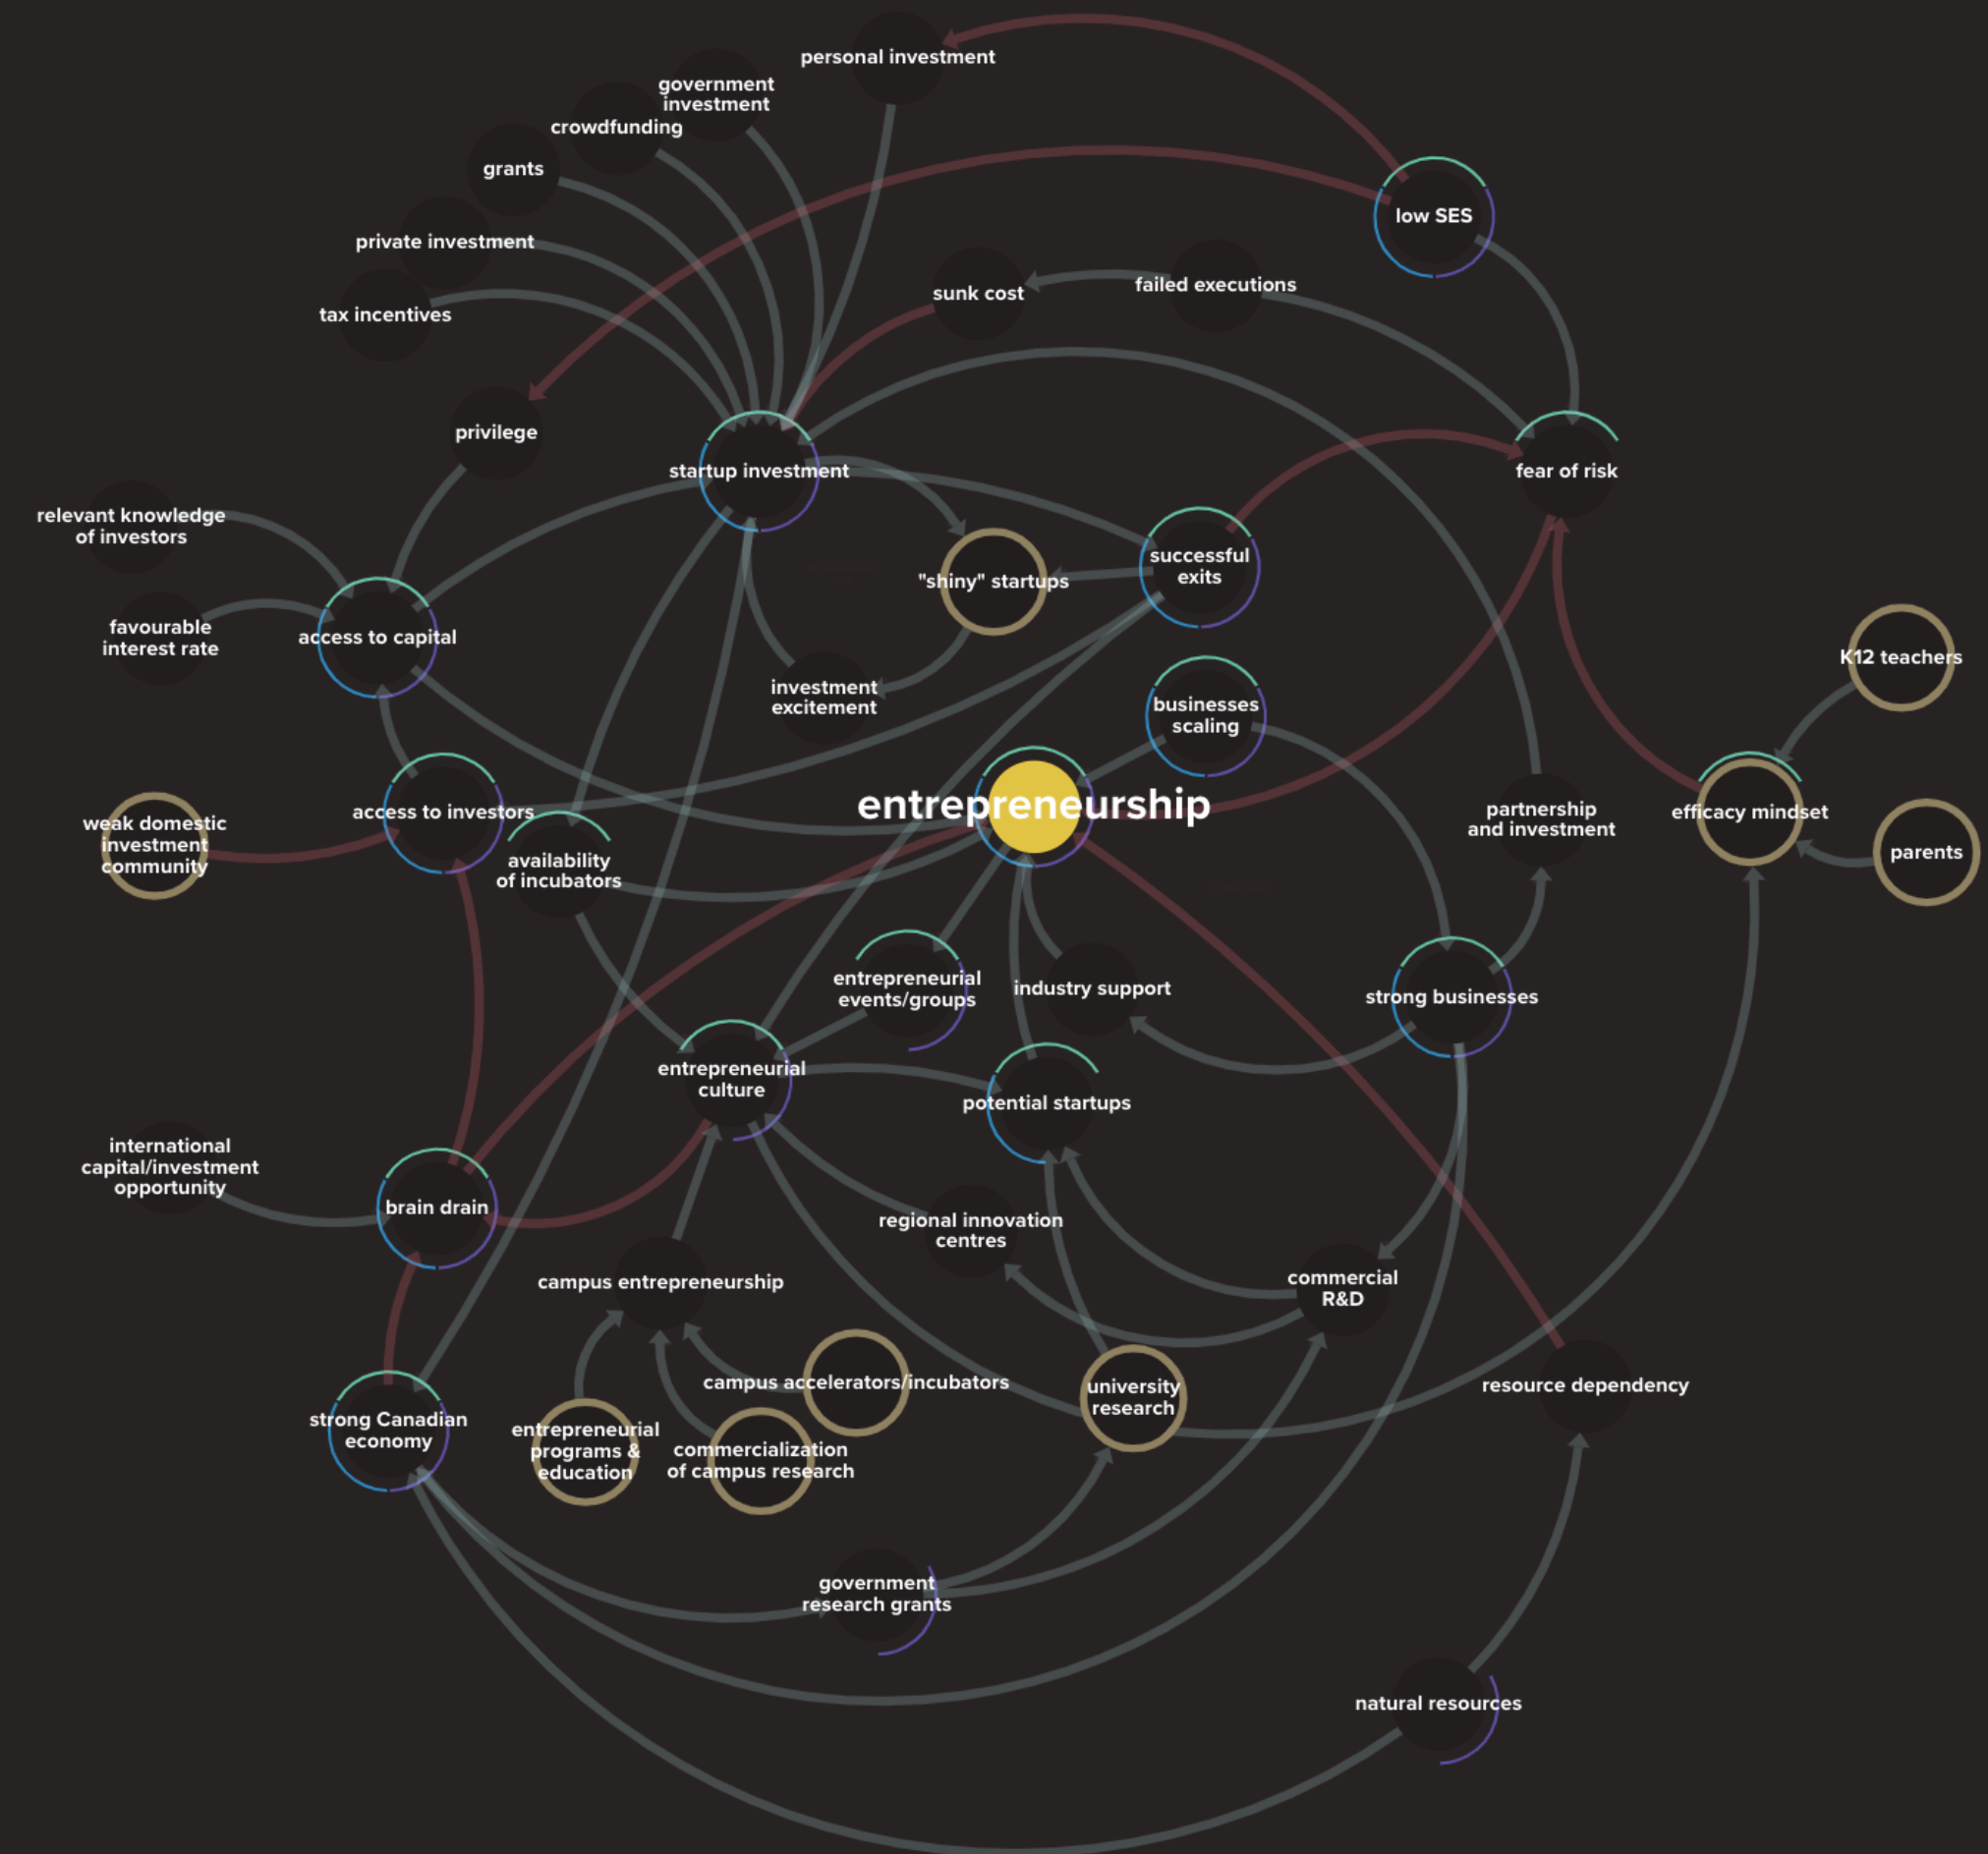 personal investment
government
investment
crowdfunding
grants
low SES
private investment
failed executions
sunk cost
tax incentives
privilege
startup investment
fear of risk
relevant knowledge
of investors
successful
exits
"shiny" startups
favourable
interest rate
access to capital
K12 teachers
investment
excitement
businesses
scaling
entrepreneurship
access to investors
partnership
and investment
efficacy mindset
weak domestic
investment
community
parents
availability
of incubators
entrepreneurial
events/groups
industry support
strong businesses
entrepreneurial
culture
potential startups
international
capital/investment
opportunity
brain drain
regional innovation
centres
campus entrepreneurship
commercial
R&D
campus accelerators/incubators
university
research
resource dependency
strong Canadian
economy
entrepreneurial
programs &
education
commercialization
of campus research
government
research grants
natural resources